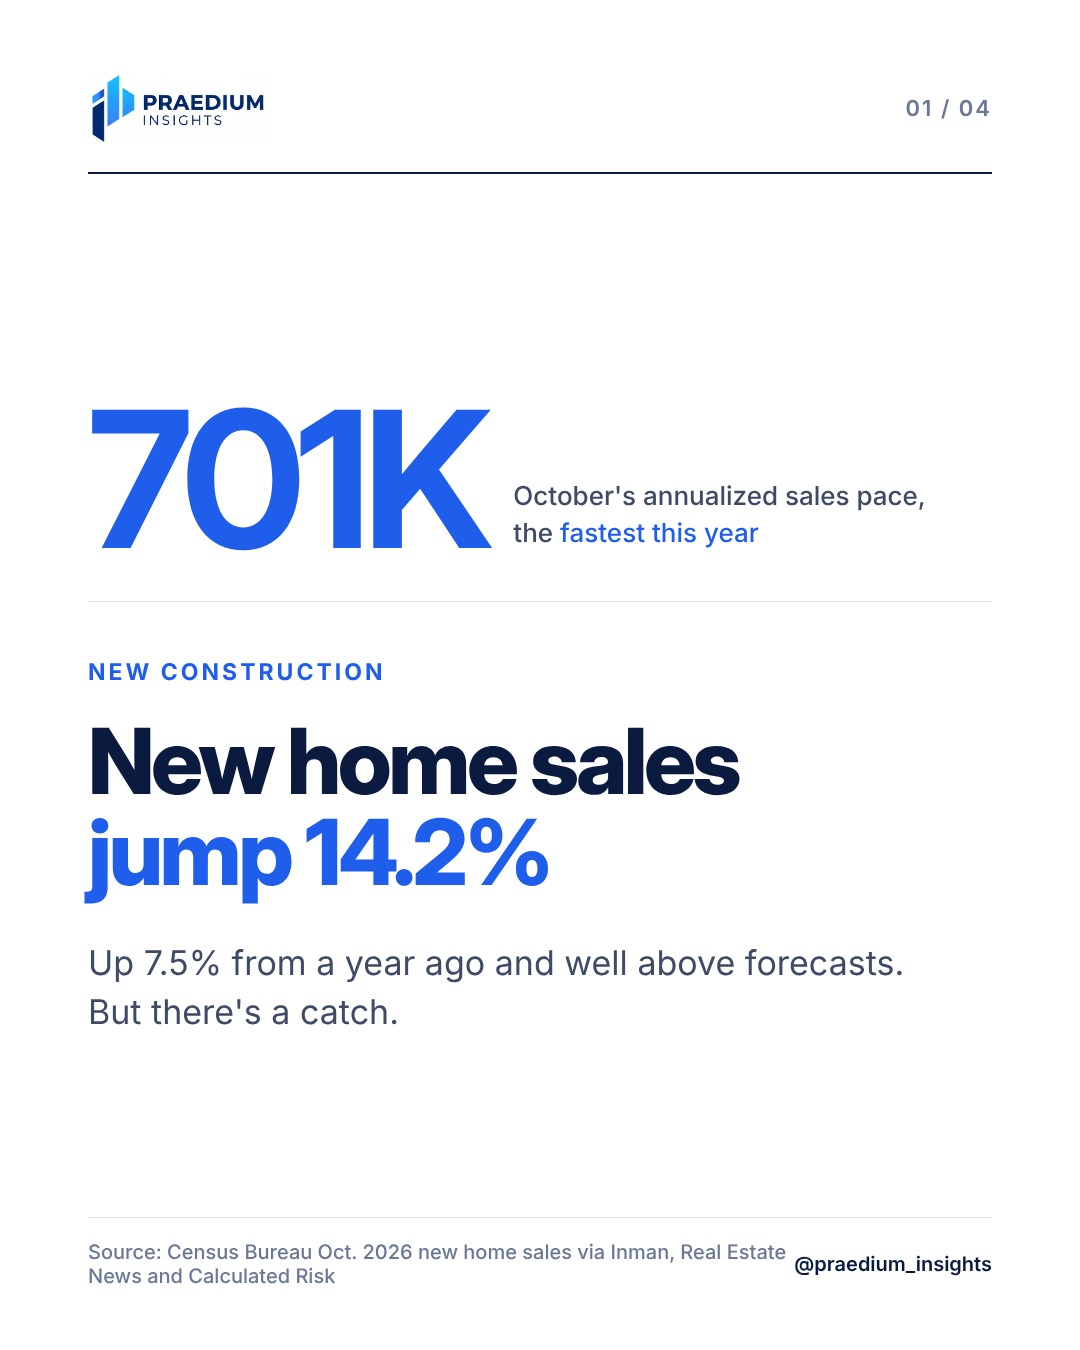 PRAEDIUM
INSIGHTS
01 / 04
701K
October's annualized sales pace,
the fastest this year
NEW CONSTRUCTION
New home sales
jump 14.2%
Up 7.5% from a year ago and well above forecasts.
But there's a catch.
Source: Census Bureau Oct. 2026 new home sales via Inman, Real Estate
News and Calculated Risk
@praedium_insights